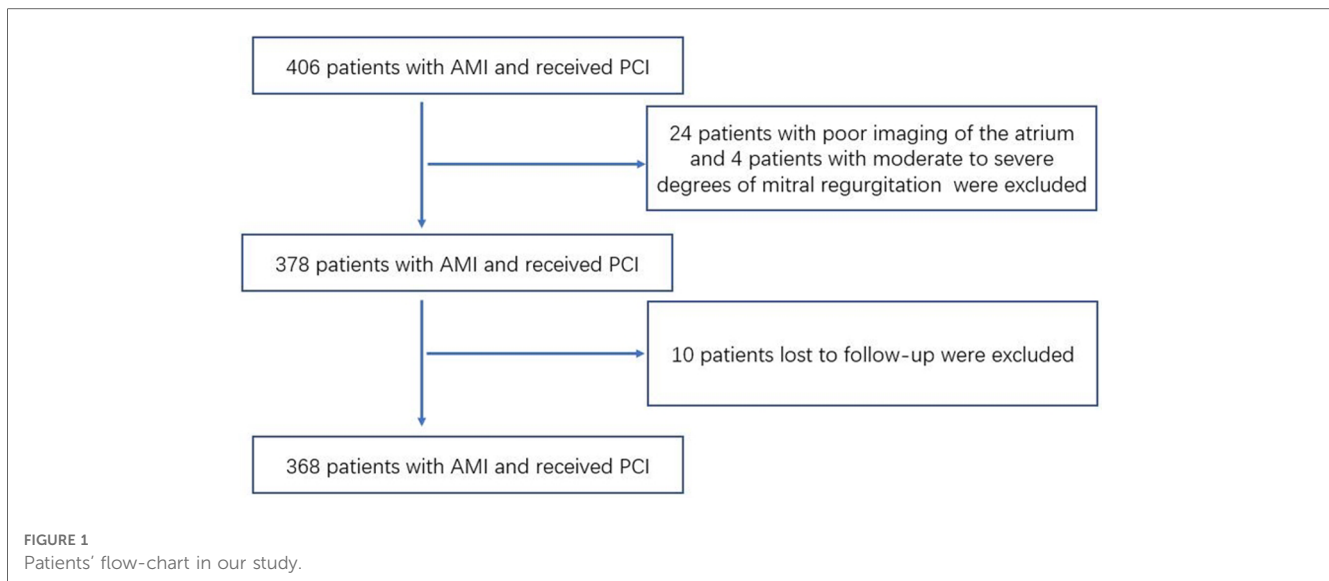 406 patients with AMI and received PCI
24 patients with poor imaging of the atrium
and 4 patients with moderate to severe
degrees of mitral regurgitation were excluded
378 patients with AMI and received PCI
10 patients lost to follow-up were excluded
368 patients with AMI and received PCI
FIGURE 1
Patients’ flow-chart in our study.